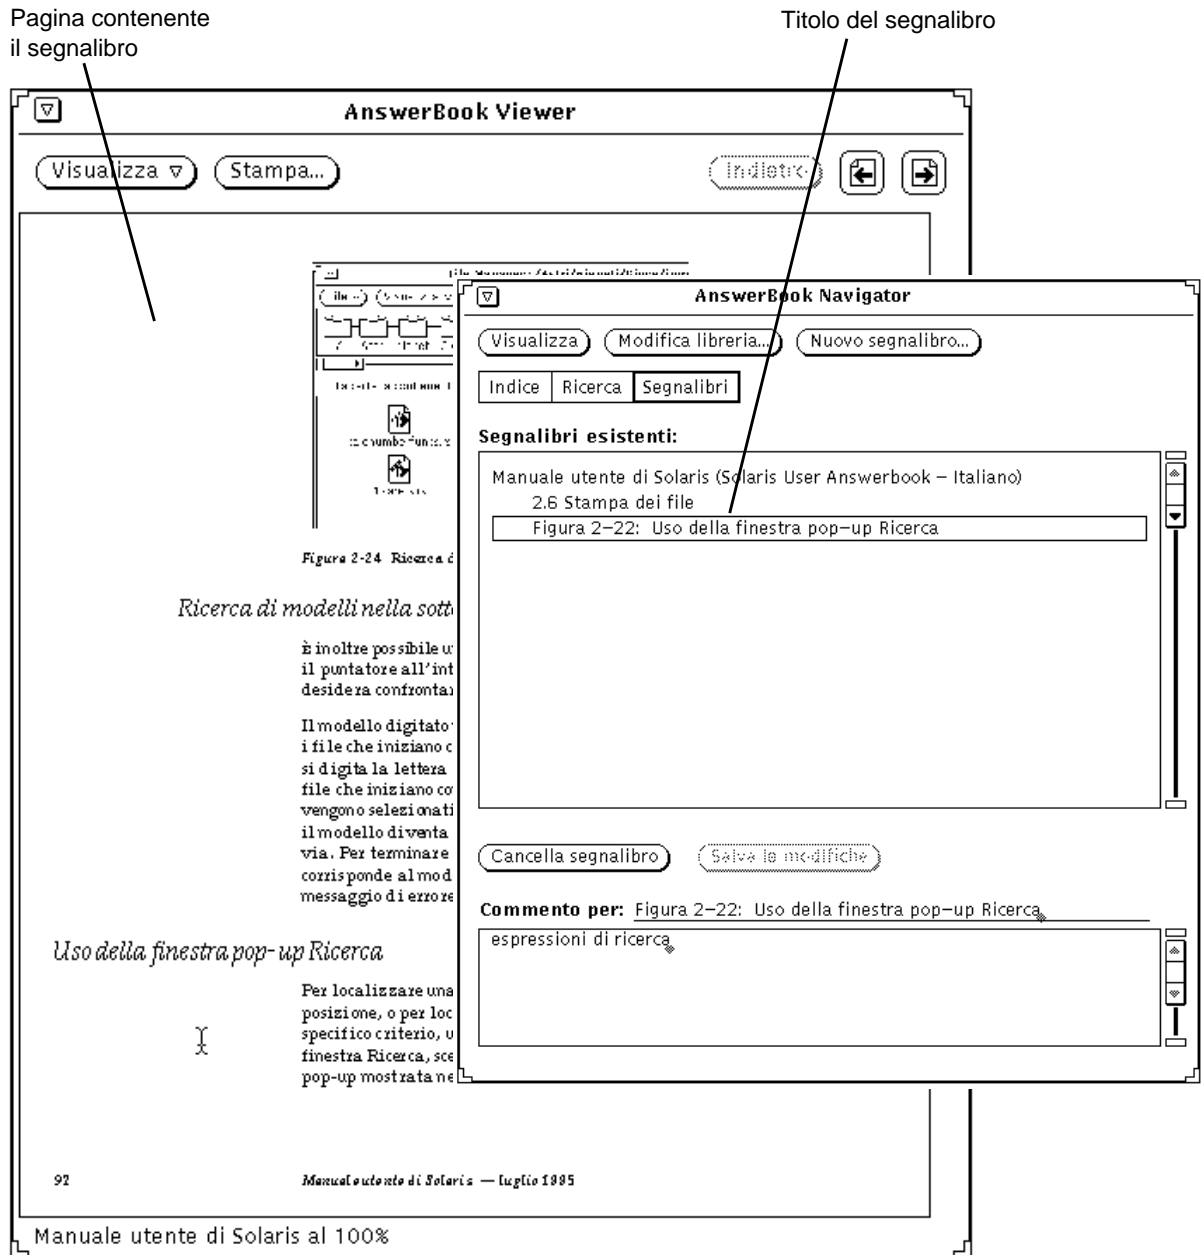 Pagina contenente
il segnalibro
Titolo del segnalibro
AnswerBook Viewer
Visualizza
Stampa...
Indietro
AnswerBook Navigator
Visualizza
Modifica libreria...
Nuovo segnalibro...
Indice
Ricerca
Segnalibri
Segnalibri esistenti:
Manuale utente di Solaris (Solaris User Answerbook – Italiano)
2.6 Stampa dei file
Figura 2–22: Uso della finestra pop–up Ricerca
Cancella segnalibro
Salva le modifiche
Commento per: Figura 2–22: Uso della finestra pop–up Ricerca
espressioni di ricerca
Figura 2-24 Ricerca d
Ricerca di modelli nella sott
È inoltre possibile u
il puntatore all'int
desidera confrontar
Il modello digitato
i file che iniziano c
si digita la lettera
file che iniziano co
vengono selezionati
il modello diventa
via. Per terminare
corrisponde al mod
messaggio di errore
Uso della finestra pop-up Ricerca
Per localizzare una
posizione, o per loc
specifico criterio, u
finestra Ricerca, sce
pop-up mostrata ne
92
Manuale utente di Solaris — luglio 1995
Manuale utente di Solaris al 100%